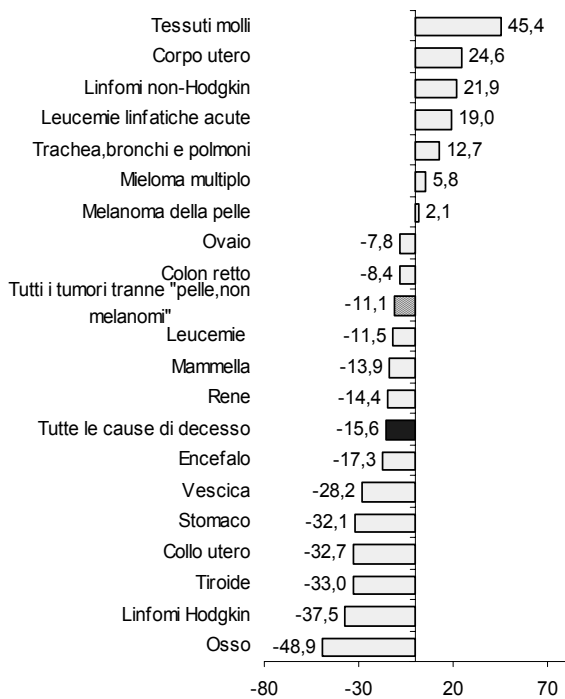 Tessuti molli 45,4
Corpo utero 24,6
Linfomi non-Hodgkin 21,9
Leucemie linfatiche acute 19,0
Trachea,bronchi e polmoni 12,7
Mieloma multiplo 5,8
Melanoma della pelle 2,1
Ovaio -7,8
Colon retto -8,4
Tutti i tumori tranne "pelle,non
melanomi" -11,1
Leucemie -11,5
Mammella -13,9
Rene -14,4
Tutte le cause di decesso -15,6
Encefalo -17,3
Vescica -28,2
Stomaco -32,1
Collo utero -32,7
Tiroide -33,0
Linfomi Hodgkin -37,5
Osso -48,9
-80 -30 20 70